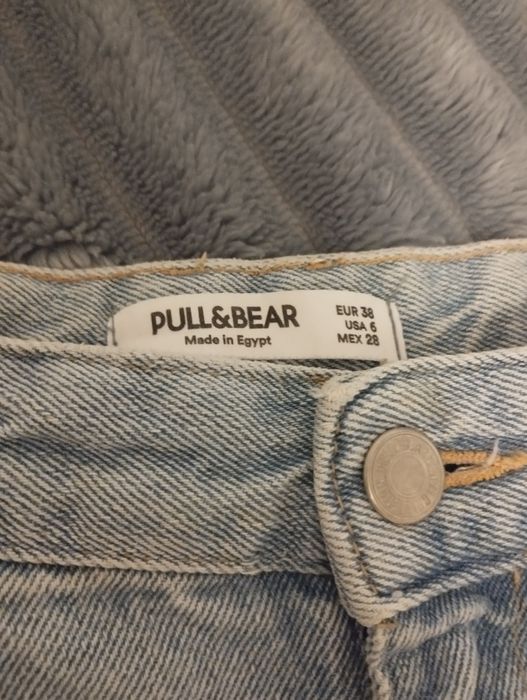 PULL&BEAR
Made in Egypt
EUR 38
USA 6
MEX 28